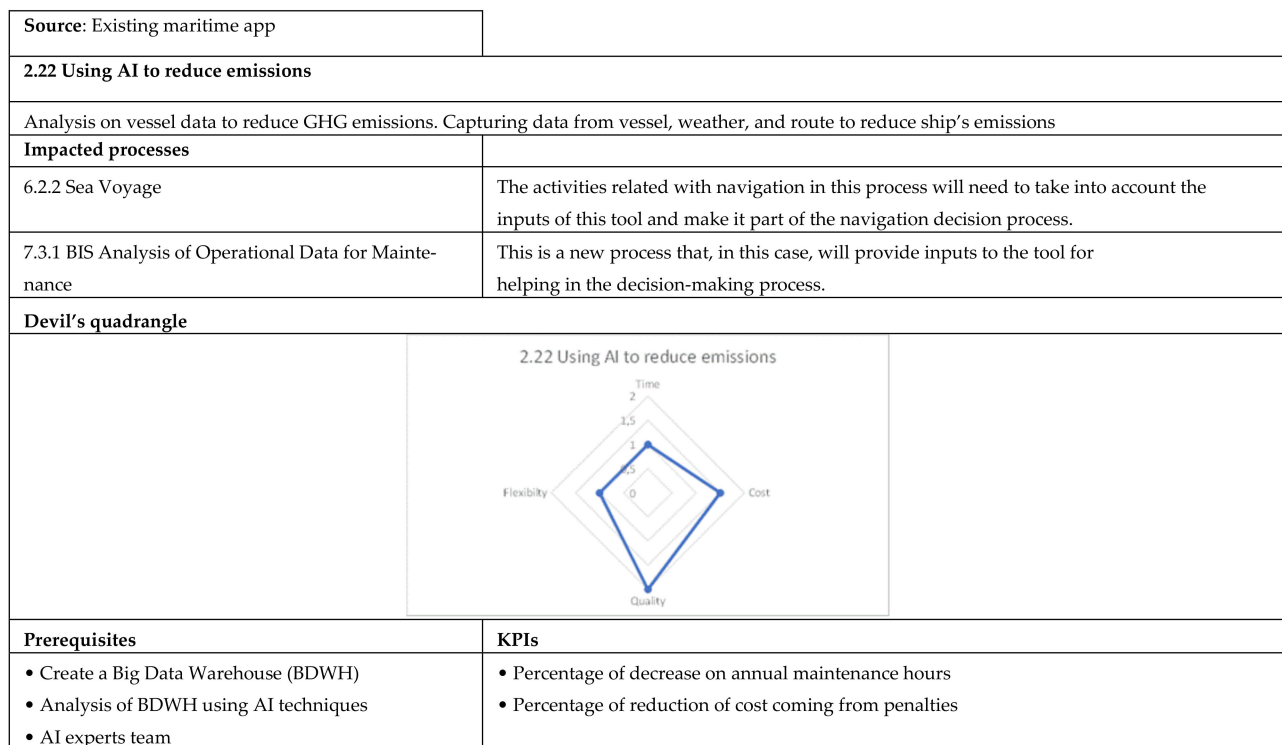 Source: Existing maritime app
2.22 Using AI to reduce emissions
Analysis on vessel data to reduce GHG emissions. Capturing data from vessel, weather, and route to reduce ship's emissions
Impacted processes
6.2.2 Sea Voyage
The activities related with navigation in this process will need to take into account the
inputs of this tool and make it part of the navigation decision process.
7.3.1 BIS Analysis of Operational Data for Mainte-
nance
This is a new process that, in this case, will provide inputs to the tool for
helping in the decision-making process.
Devil's quadrangle
2.22 Using AI to reduce emissions
Time
2
1,5
1
0,5
0
Flexibilty
Cost
Quality
Prerequisites
KPIs
• Create a Big Data Warehouse (BDWH)
• Analysis of BDWH using AI techniques
• AI experts team
• Percentage of decrease on annual maintenance hours
• Percentage of reduction of cost coming from penalties